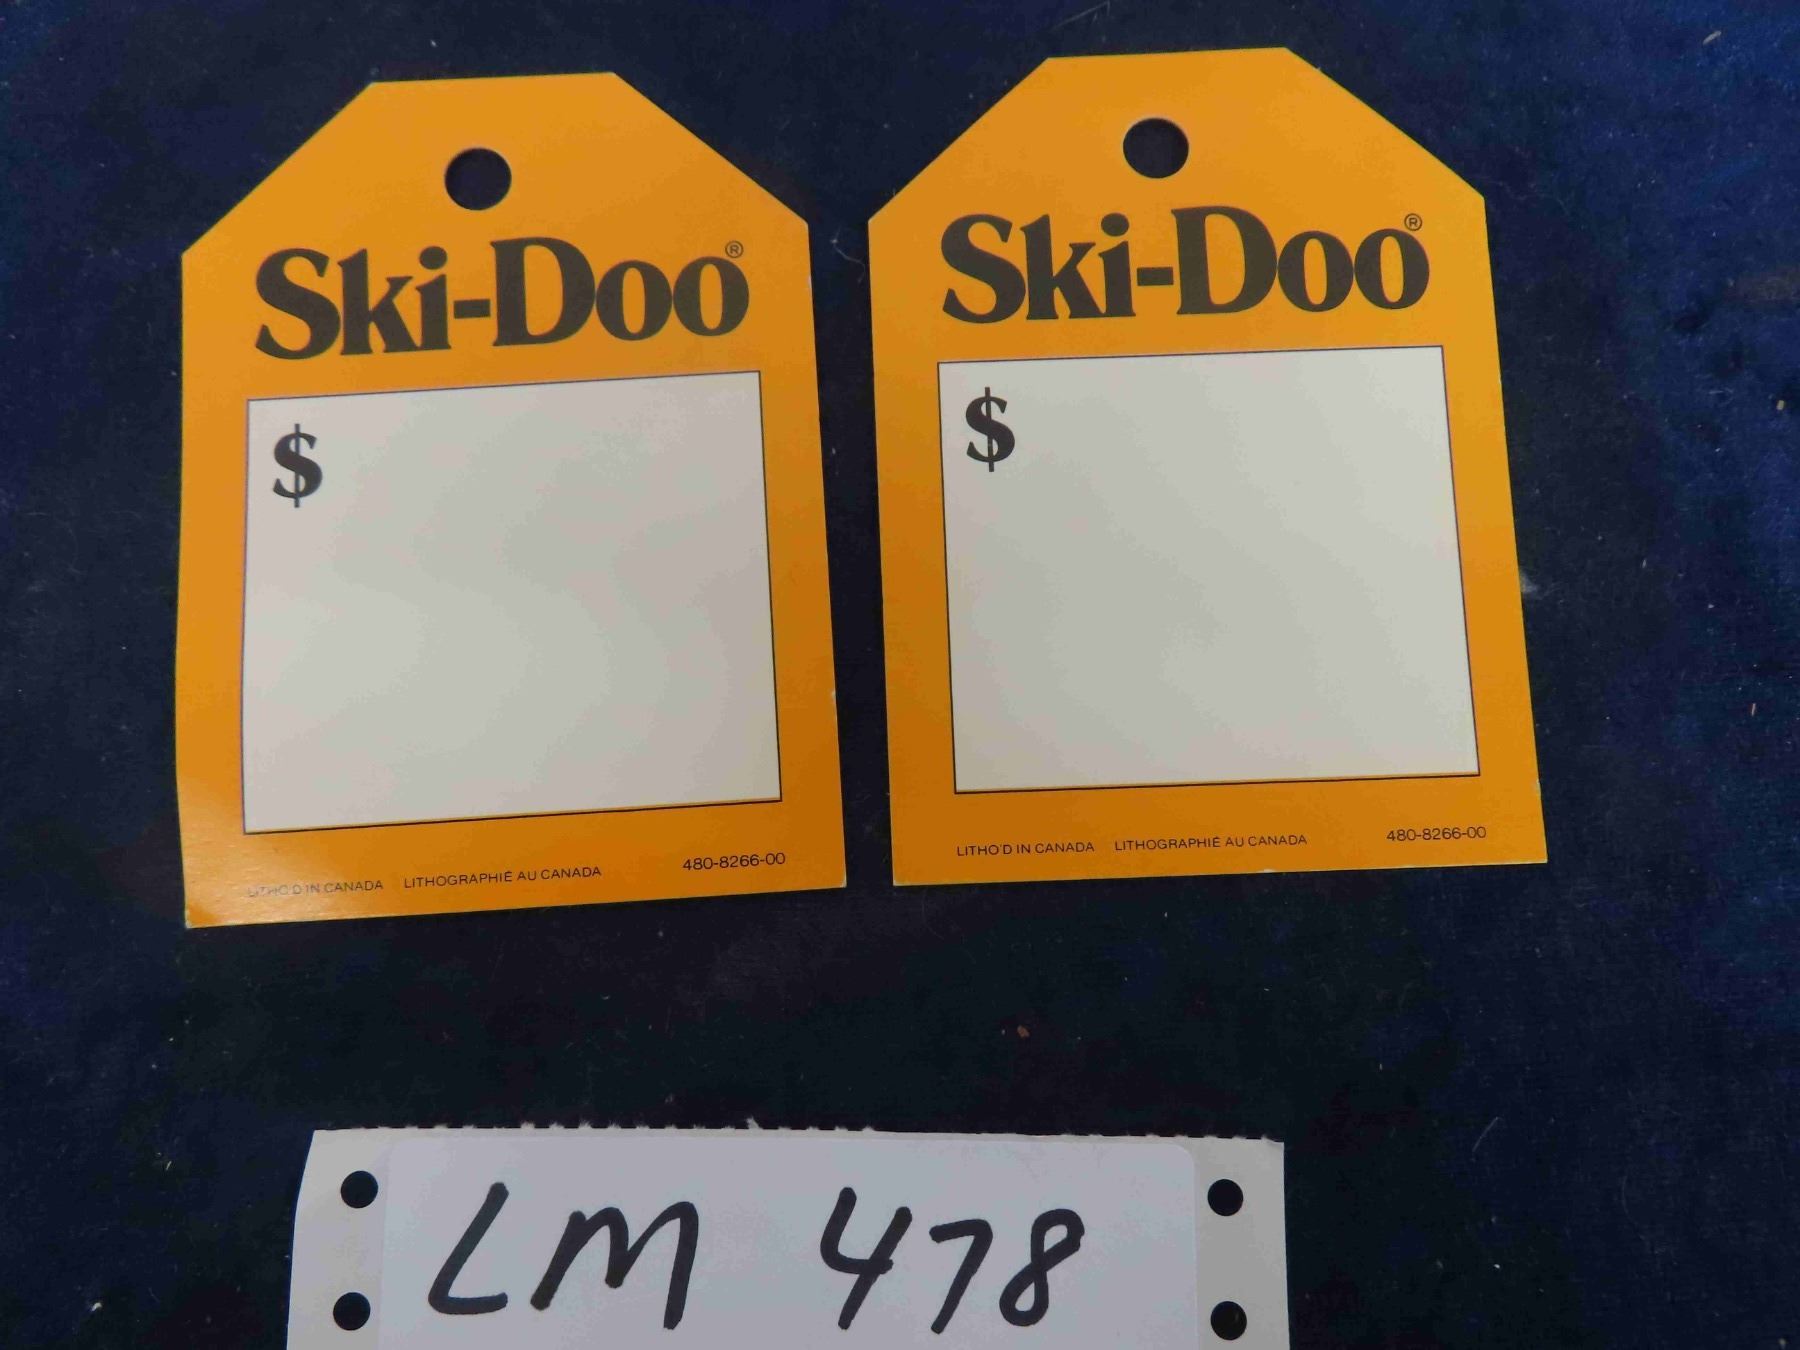 Ski-Doo®
$
LITHO'D IN CANADA LITHOGRAPHIÉ AU CANADA 480-8266-00
Ski-Doo®
$
LITHO'D IN CANADA LITHOGRAPHIÉ AU CANADA 480-8266-00
LM 478